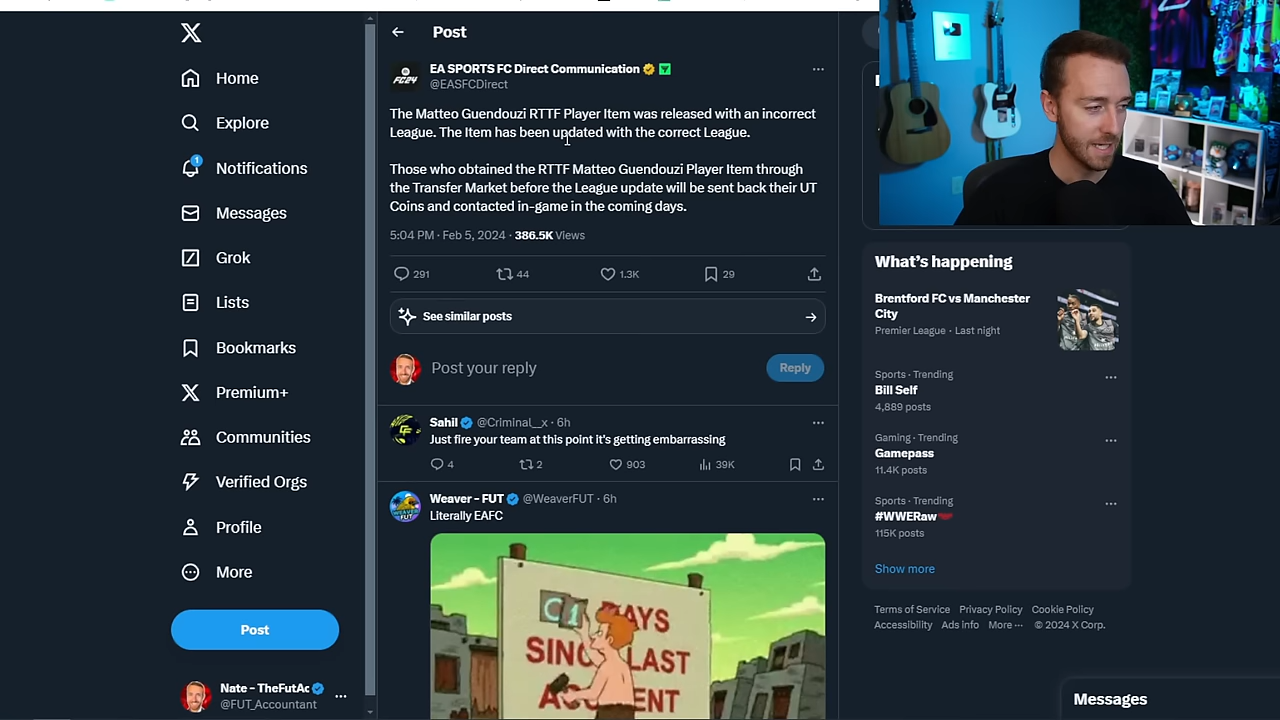 X
Home
Explore
1
Notifications
Messages
Grok
Lists
Bookmarks
Premium+
Communities
Verified Orgs
Profile
More
Post
Nate - TheFutAc
@FUT_Accountant
Post
FC24
EA SPORTS FC Direct Communication
@EASFCDirect
The Matteo Guendouzi RTTF Player Item was released with an incorrect
League. The Item has been updated with the correct League.
Those who obtained the RTTF Matteo Guendouzi Player Item through
the Transfer Market before the League update will be sent back their UT
Coins and contacted in-game in the coming days.
5:04 PM · Feb 5, 2024 · 386.5K Views
291 44 1.3K 29
See similar posts
Post your reply
Reply
Sahil @Criminal__x · 6h
Just fire your team at this point it's getting embarrassing
4 2 903 39K
Weaver - FUT @WeaverFUT · 6h
Literally EAFC
DAYS
SINC LAST
What's happening
Brentford FC vs Manchester
City
Premier League · Last night
Sports · Trending
Bill Self
4,889 posts
Gaming · Trending
Gamepass
11.4K posts
Sports · Trending
#WWERaw
115K posts
Show more
Terms of Service Privacy Policy Cookie Policy
Accessibility Ads info More ··· © 2024 X Corp.
Messages